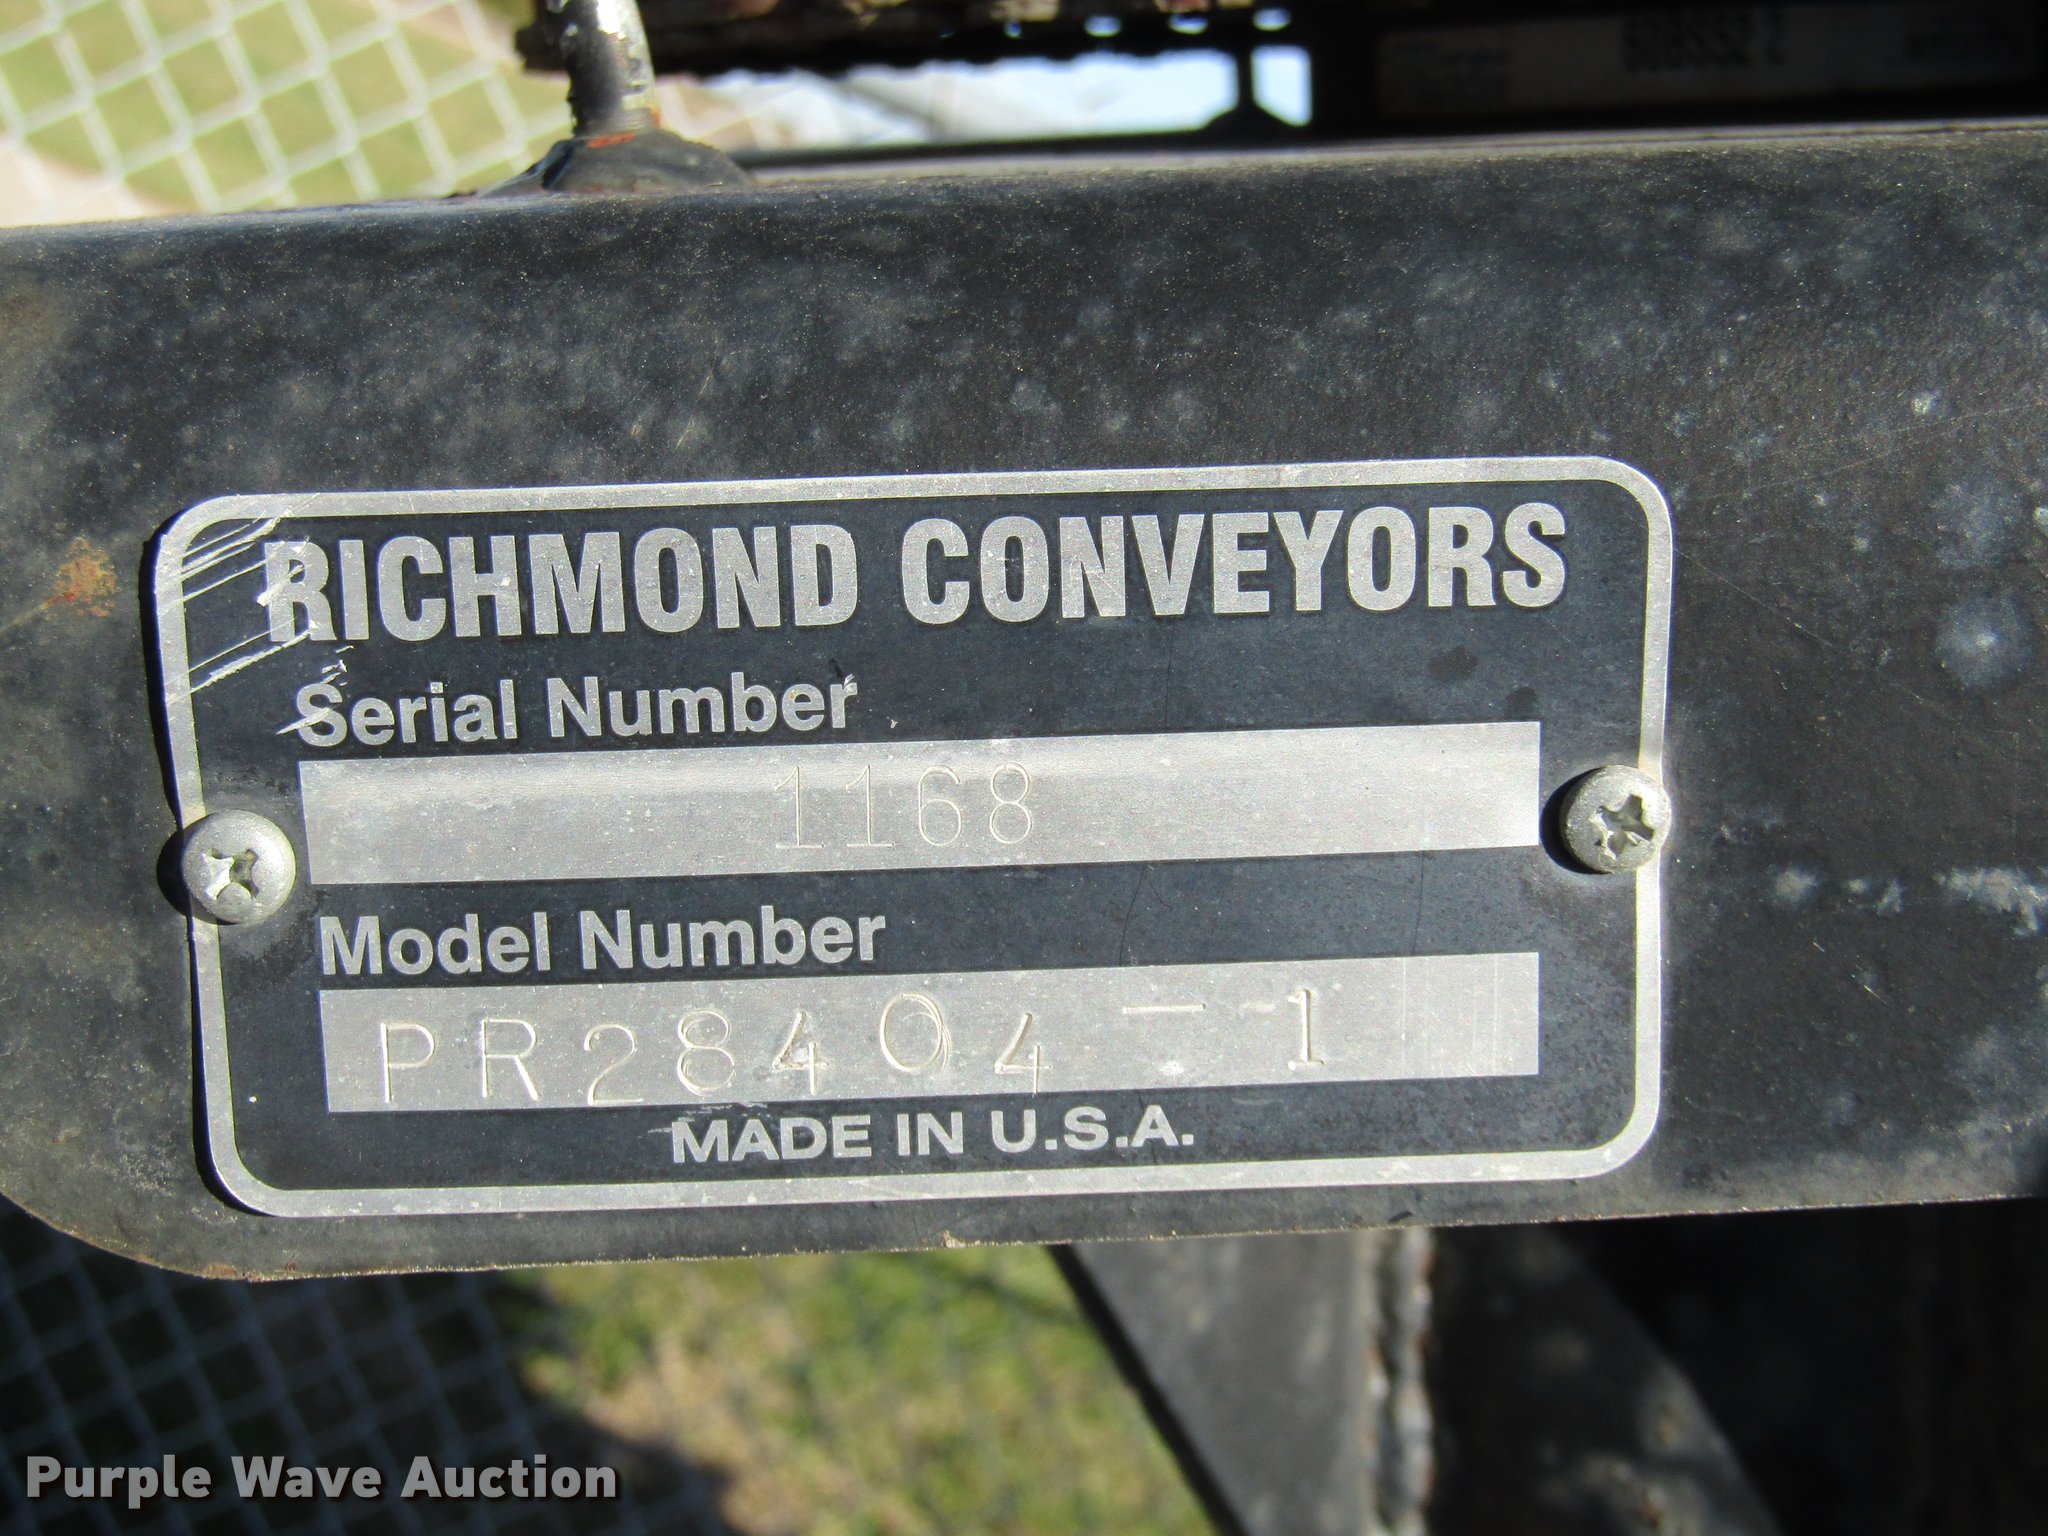 RICHMOND CONVEYORS
Serial Number
1168
Model Number
PR28404-1
MADE IN U.S.A.
Purple Wave Auction